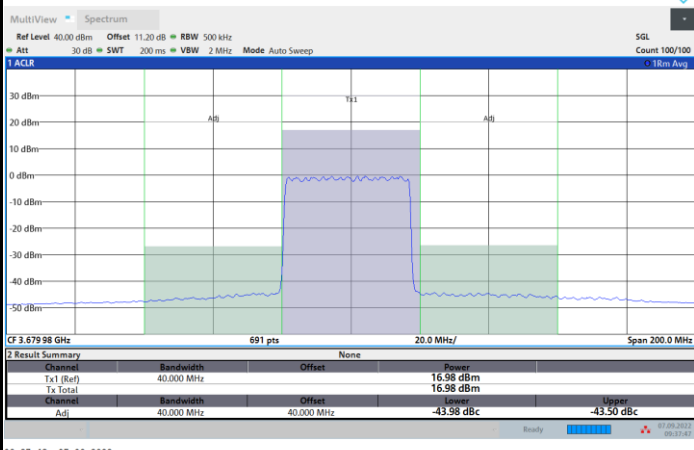 MultiView Spectrum
Ref Level 40.00 dBm Offset 11.20 dB RBW 500 kHz SGL
Att 30 dB SWT 200 ms VBW 2 MHz Mode Auto Sweep Count 100/100
1 ACLR 1Rm Avg
30 dBm
Tx1
20 dBm
Adj Adj
10 dBm
0 dBm
-10 dBm
-20 dBm
-30 dBm
-40 dBm
-50 dBm
CF 3.679 98 GHz 691 pts 20.0 MHz/ Span 200.0 MHz
2 Result Summary None
Channel Bandwidth Offset Power
Tx1 (Ref) 40.000 MHz 16.98 dBm
Tx Total 16.98 dBm
Channel Bandwidth Offset Lower Upper
Adj 40.000 MHz 40.000 MHz -43.98 dBc -43.50 dBc
Ready 07.09.2022
09:37:47